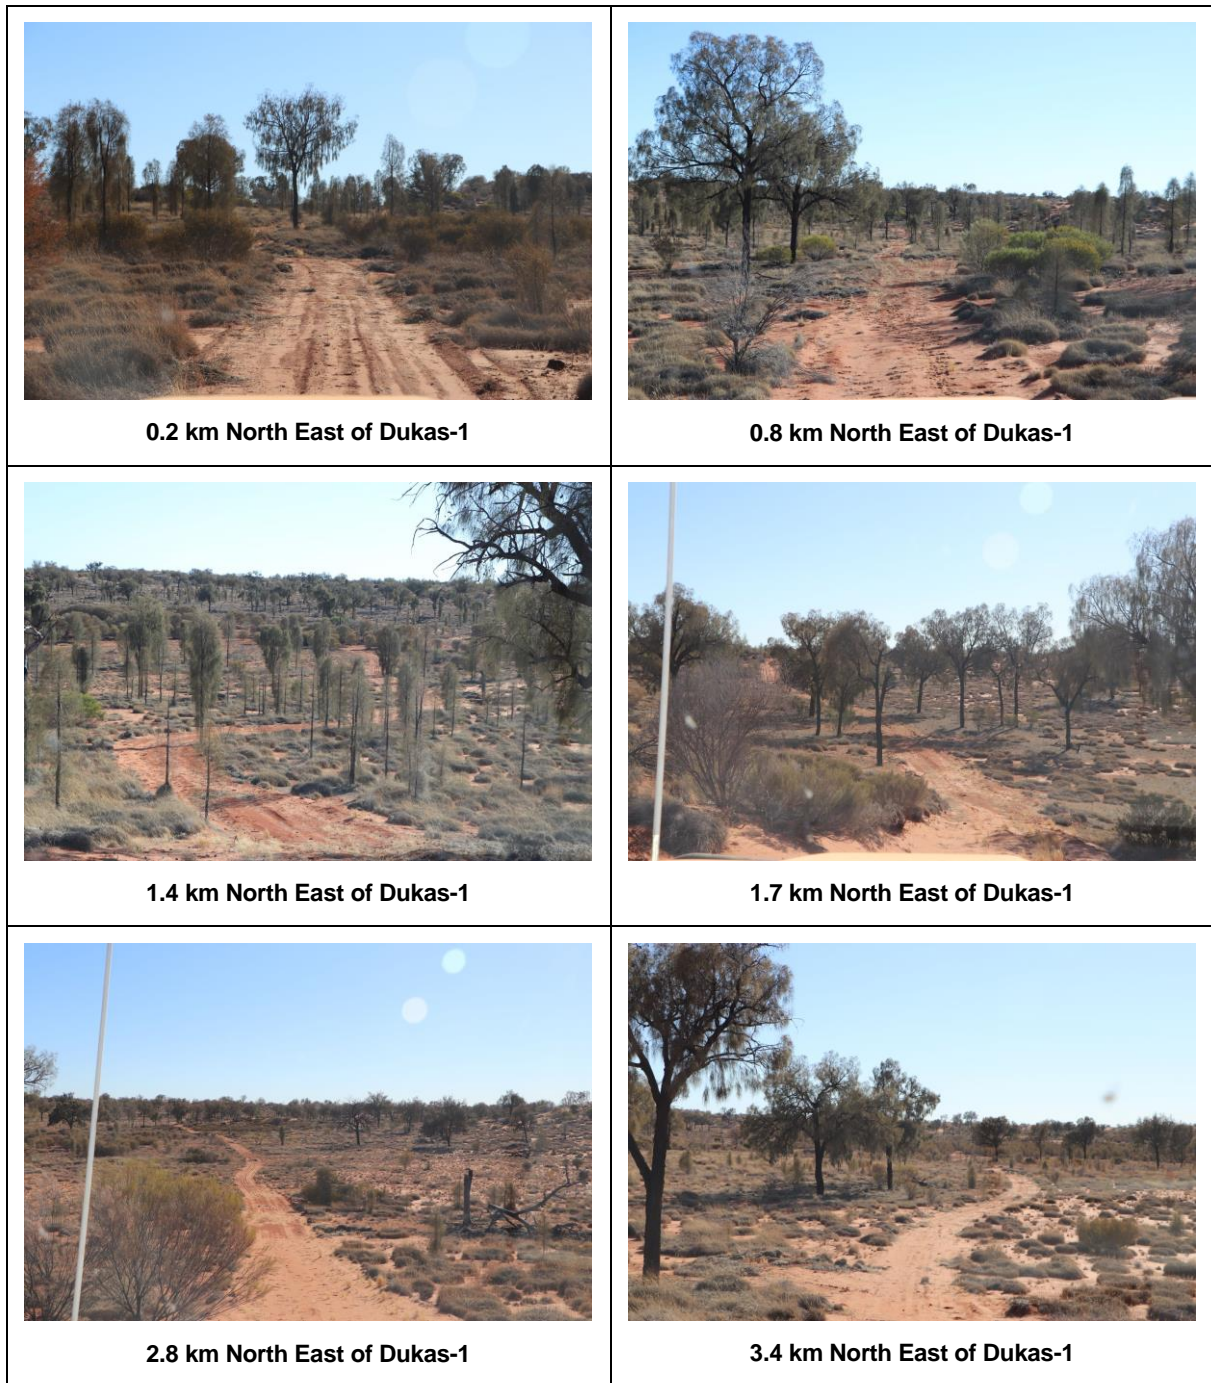 0.2 km North East of Dukas-1
0.8 km North East of Dukas-1
1.4 km North East of Dukas-1
1.7 km North East of Dukas-1
2.8 km North East of Dukas-1
3.4 km North East of Dukas-1